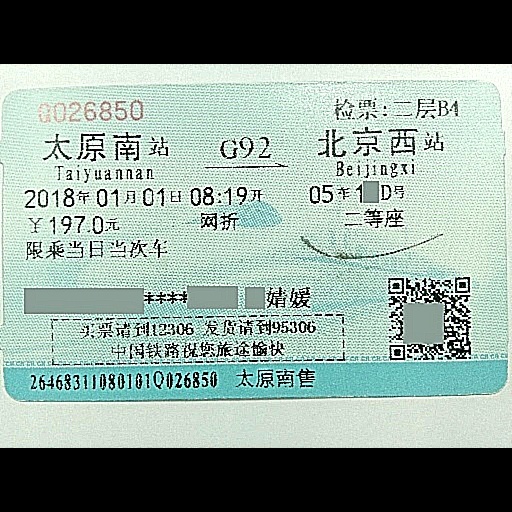 Q026850 检票:二层B4
太原南站 G92 北京西站
Taiyuannan Beijingxi
2018年01月01日08:19开 05车1 D号
￥197.0元 网折 二等座
限乘当日当次车
**** 婧媛
买票请到12306 发货请到95306
中国铁路祝您旅途愉快
26468311080101Q026850 太原南售